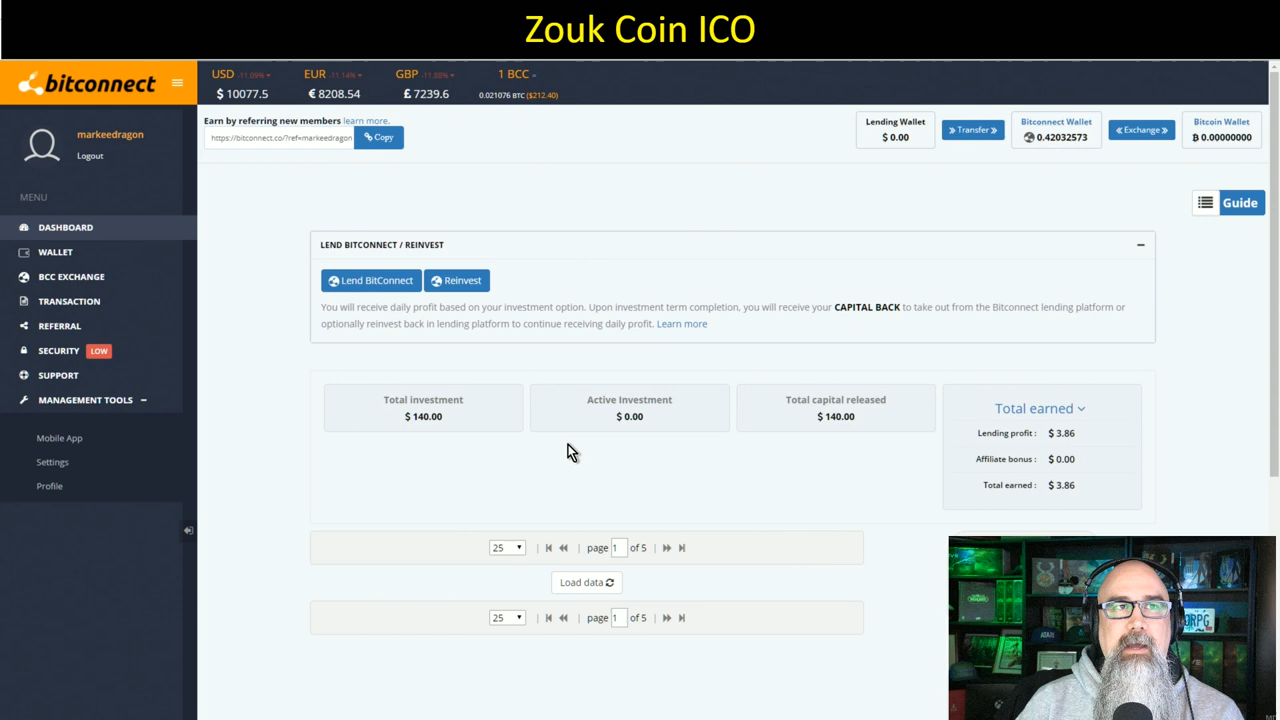 Zouk Coin ICO
bitconnect
USD -11.09%
$ 10077.5
EUR -11.14%
€ 8208.54
GBP -11.88%
£ 7239.6
1 BCC
0.021076 BTC ($212.40)
Earn by referring new members learn more.
https://bitconnect.co/?ref=markeedragon
Copy
Lending Wallet
$ 0.00
Transfer
Bitconnect Wallet
0.42032573
Exchange
Bitcoin Wallet
0.00000000
markeedragon
Logout
MENU
DASHBOARD
WALLET
BCC EXCHANGE
TRANSACTION
REFERRAL
SECURITY LOW
SUPPORT
MANAGEMENT TOOLS
Mobile App
Settings
Profile
Guide
LEND BITCONNECT / REINVEST
Lend BitConnect
Reinvest
You will receive daily profit based on your investment option. Upon investment term completion, you will receive your CAPITAL BACK to take out from the Bitconnect lending platform or
optionally reinvest back in lending platform to continue receiving daily profit. Learn more
Total investment
$ 140.00
Active Investment
$ 0.00
Total capital released
$ 140.00
Total earned
Lending profit : $ 3.86
Affiliate bonus : $ 0.00
Total earned : $ 3.86
25 page 1 of 5
Load data
25 page 1 of 5